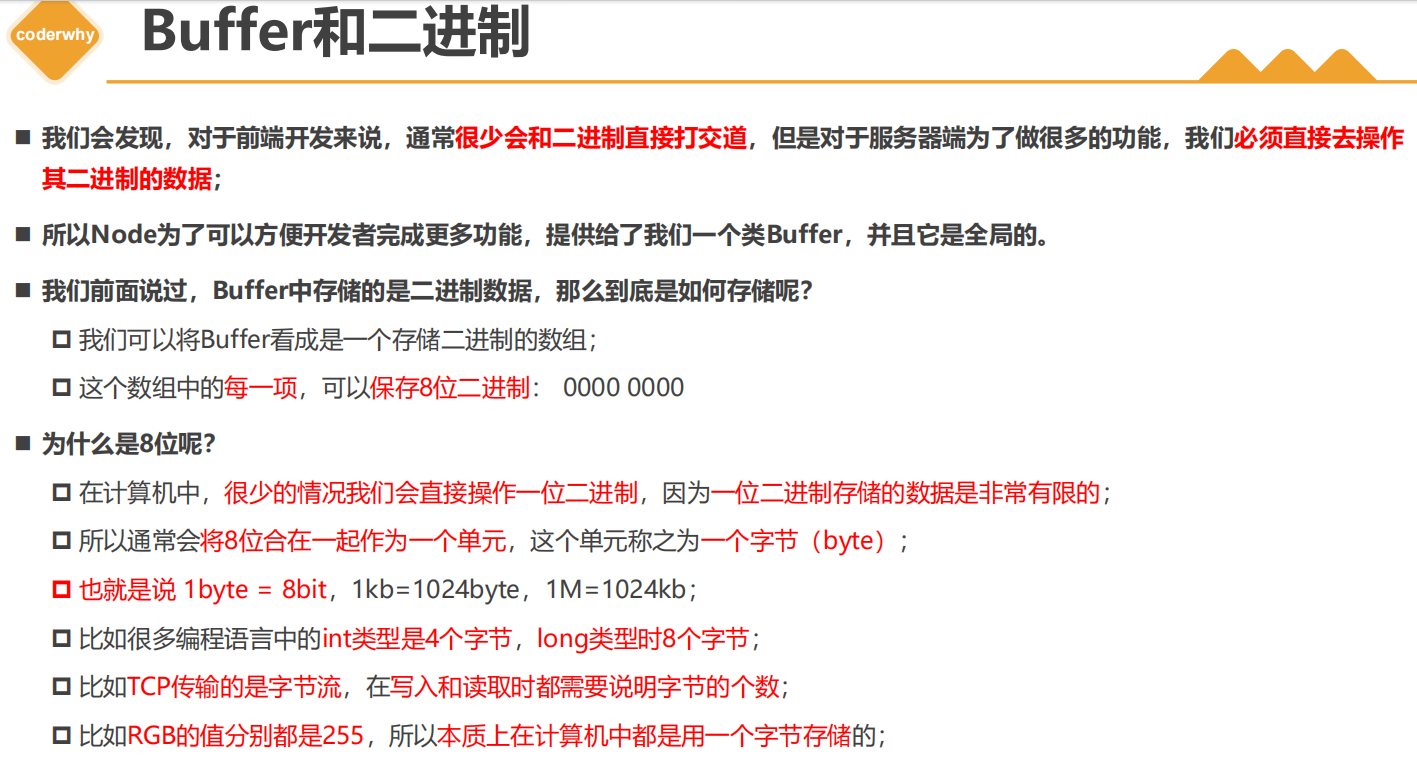 coderwhy
Buffer和二进制
我们会发现，对于前端开发来说，通常很少会和二进制直接打交道，但是对于服务器端为了做很多的功能，我们必须直接去操作
其二进制的数据；
所以Node为了可以方便开发者完成更多功能，提供给了我们一个类Buffer，并且它是全局的。
我们前面说过，Buffer中存储的是二进制数据，那么到底是如何存储呢？
我们可以将Buffer看成是一个存储二进制的数组；
这个数组中的每一项，可以保存8位二进制： 0000 0000
为什么是8位呢？
在计算机中，很少的情况我们会直接操作一位二进制，因为一位二进制存储的数据是非常有限的；
所以通常会将8位合在一起作为一个单元，这个单元称之为一个字节（byte）；
也就是说 1byte = 8bit，1kb=1024byte，1M=1024kb；
比如很多编程语言中的int类型是4个字节，long类型时8个字节；
比如TCP传输的是字节流，在写入和读取时都需要说明字节的个数；
比如RGB的值分别都是255，所以本质上在计算机中都是用一个字节存储的；